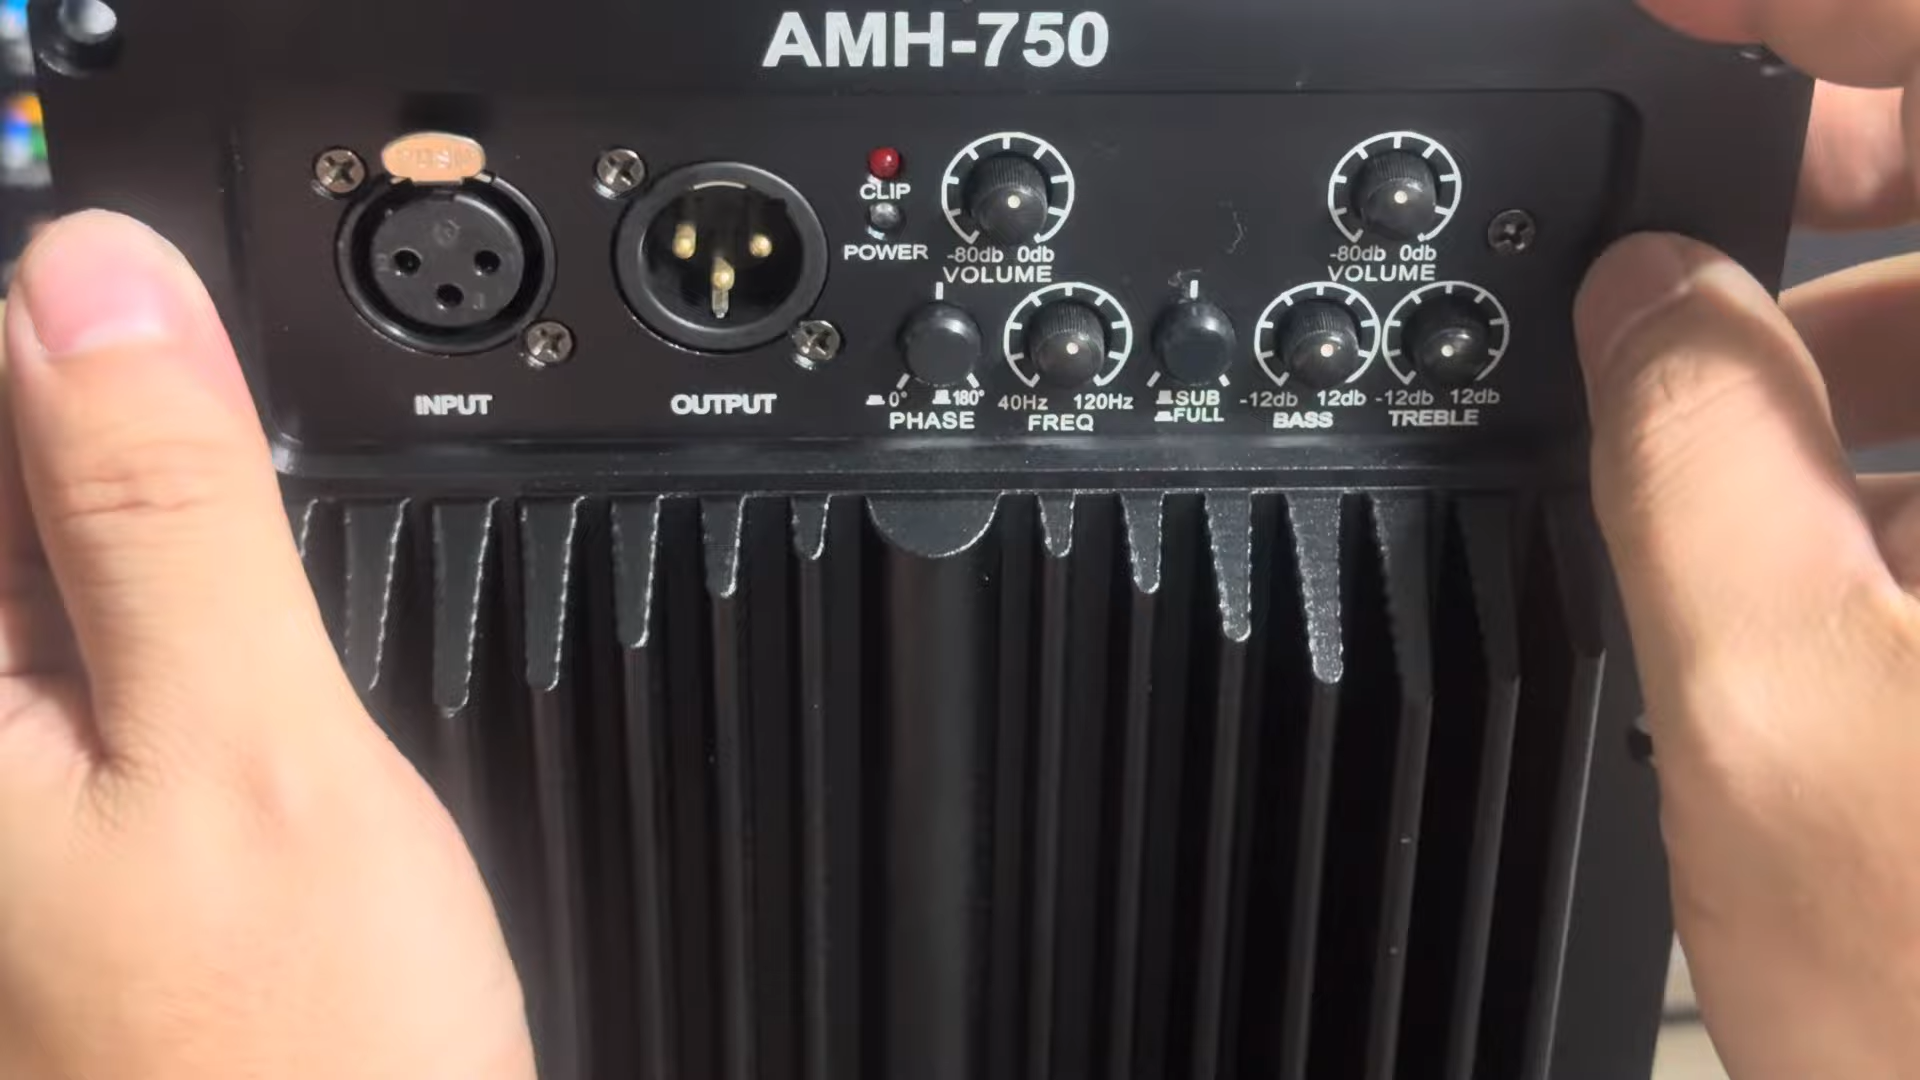 AMH-750
PUSH
CLIP
POWER
-80db 0db
VOLUME
-80db 0db
VOLUME
INPUT
OUTPUT
0° 180°
PHASE
40Hz 120Hz
FREQ
SUB
FULL
-12db 12db
BASS
-12db 12db
TREBLE